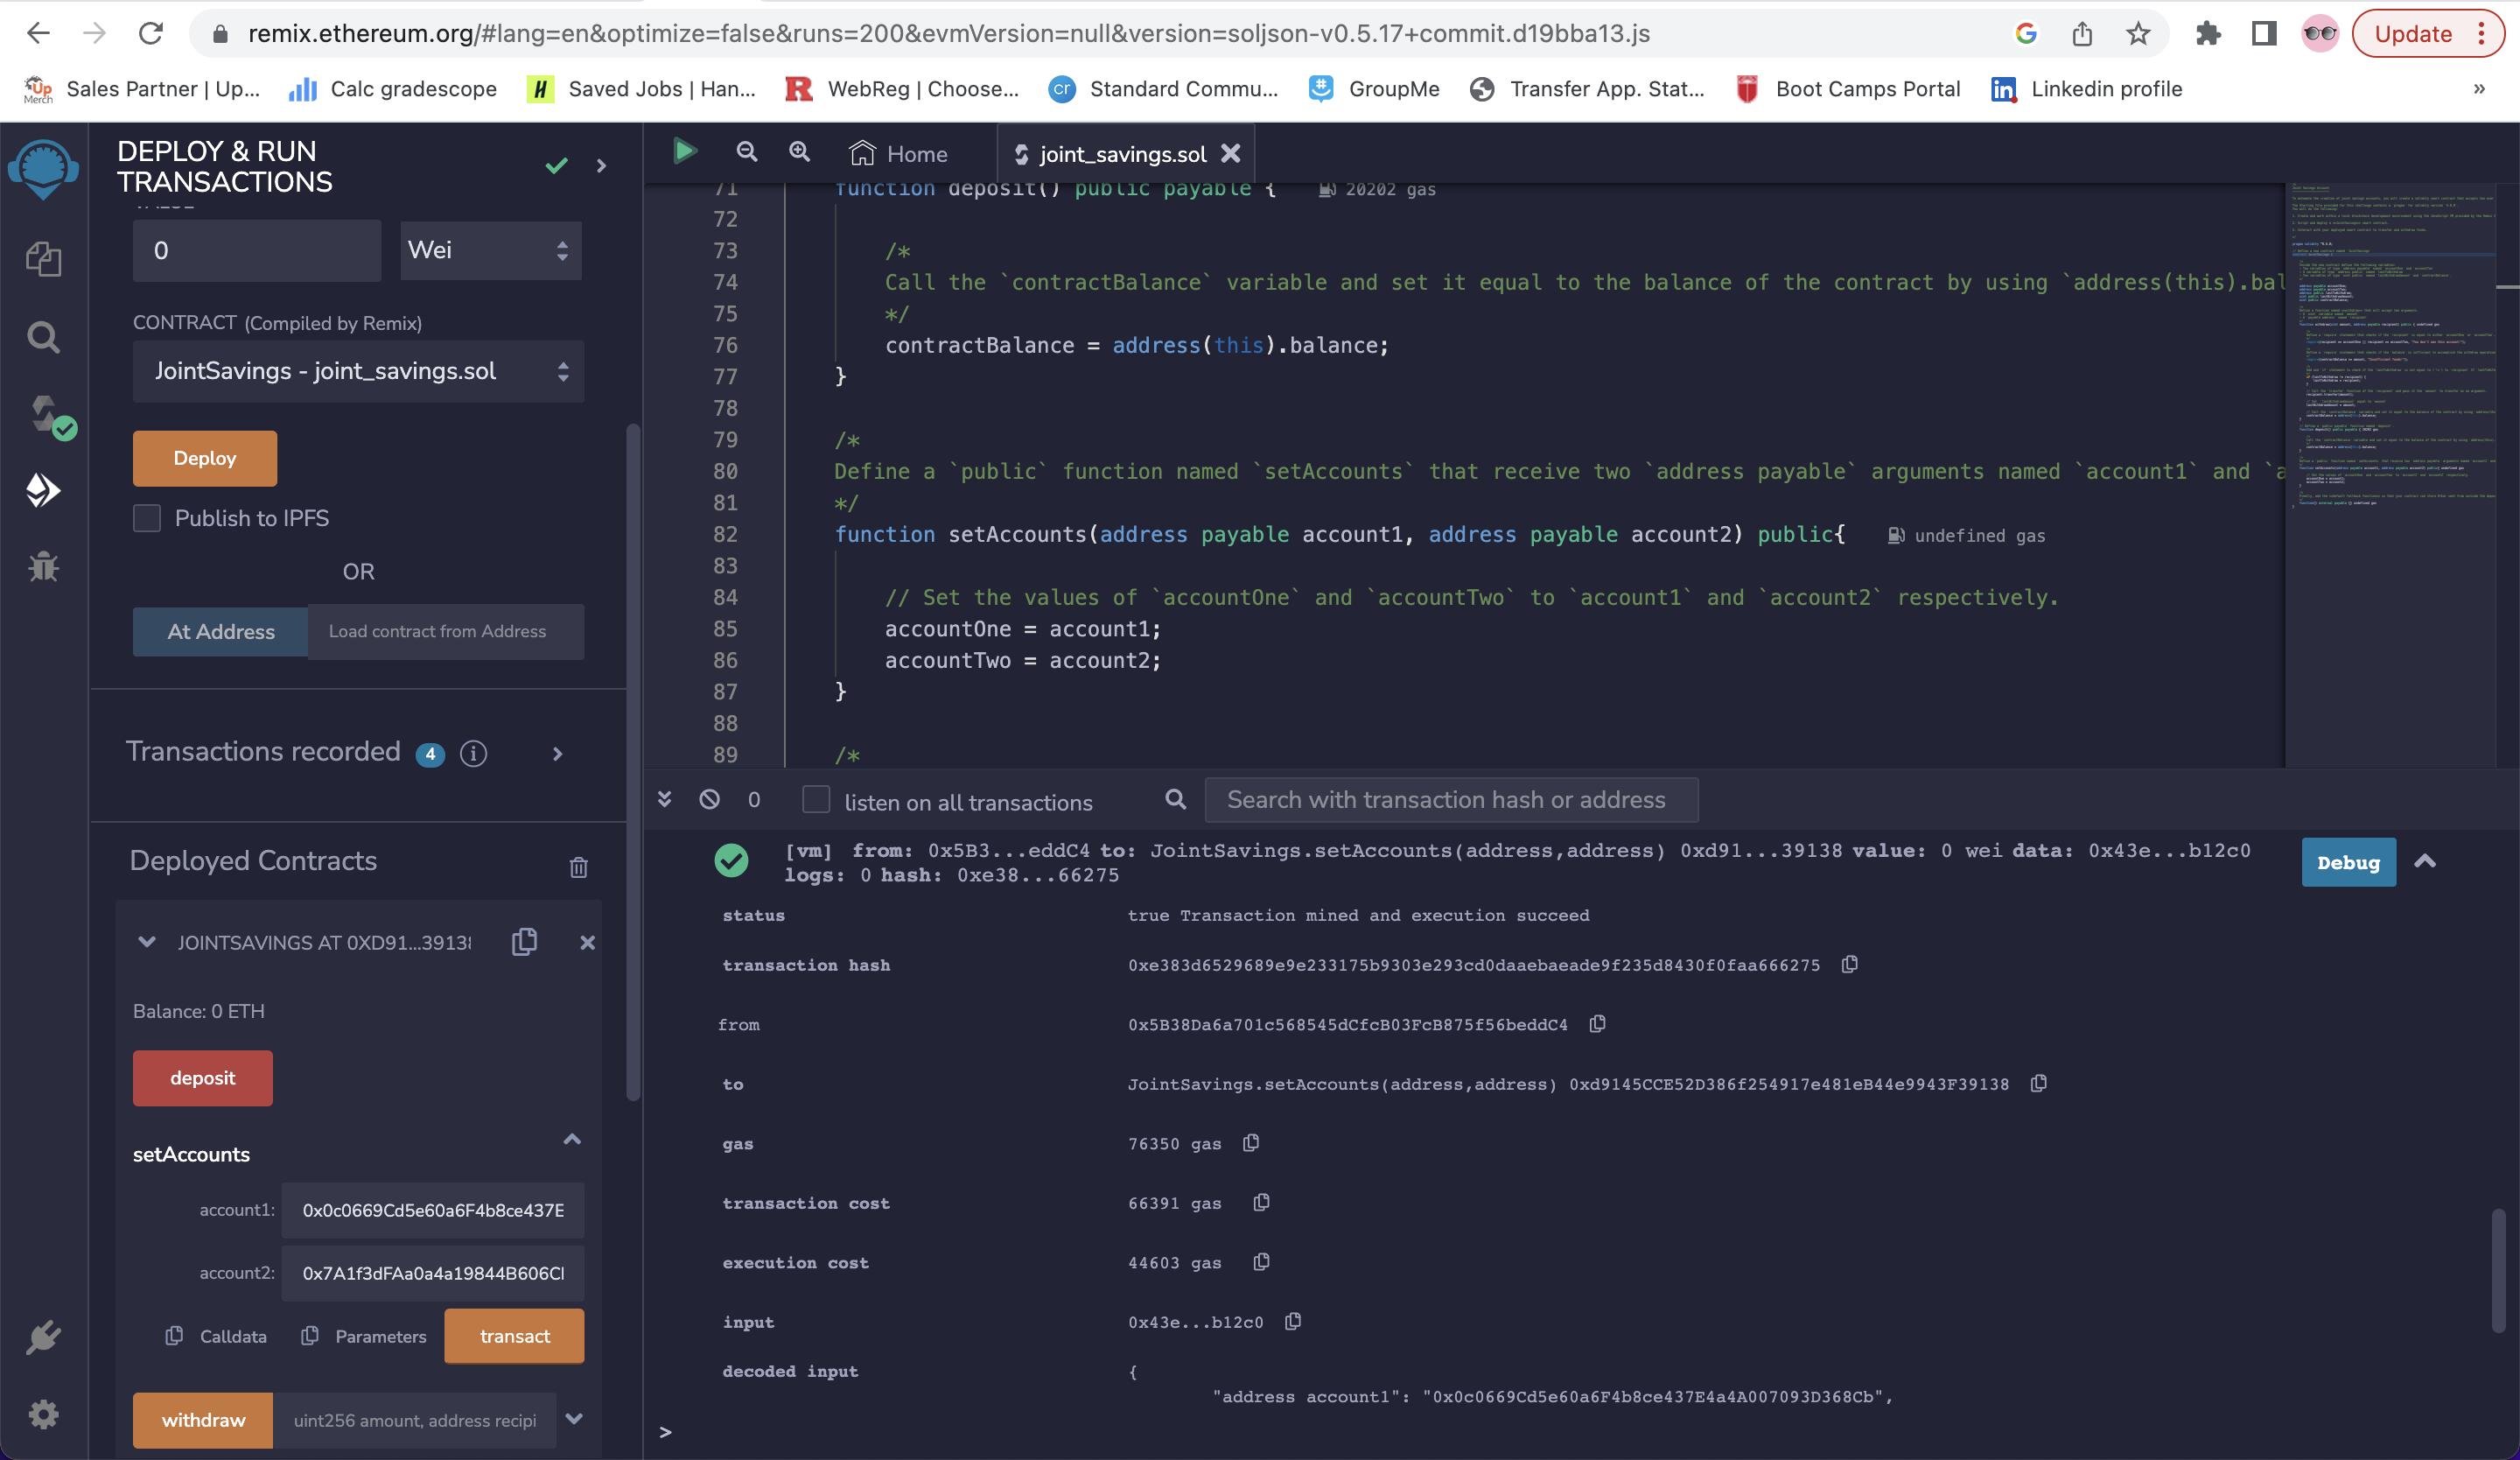 remix.ethereum.org/#lang=en&optimize=false&runs=200&evmVersion=null&version=soljson-v0.5.17+commit.d19bba13.js
Update
Sales Partner | Up...
Calc gradescope
Saved Jobs | Han...
WebReg | Choose...
Standard Commu...
GroupMe
Transfer App. Stat...
Boot Camps Portal
Linkedin profile
»
DEPLOY & RUN
TRANSACTIONS
VALUE
0
Wei
CONTRACT (Compiled by Remix)
JointSavings - joint_savings.sol
Deploy
Publish to IPFS
OR
At Address
Load contract from Address
Transactions recorded 4 i
Deployed Contracts
JOINTSAVINGS AT 0XD91...39138
Balance: 0 ETH
deposit
setAccounts
account1: 0x0c0669Cd5e60a6F4b8ce437E
account2: 0x7A1f3dFAa0a4a19844B606Cl
Calldata Parameters transact
withdraw uint256 amount, address recipi
Home
joint_savings.sol
71 function deposit() public payable { 20202 gas
72
73 /*
74 Call the `contractBalance` variable and set it equal to the balance of the contract by using `address(this).bal
75 */
76 contractBalance = address(this).balance;
77 }
78
79 /*
80 Define a `public` function named `setAccounts` that receive two `address payable` arguments named `account1` and `a
81 */
82 function setAccounts(address payable account1, address payable account2) public{ undefined gas
83
84 // Set the values of `accountOne` and `accountTwo` to `account1` and `account2` respectively.
85 accountOne = account1;
86 accountTwo = account2;
87 }
88
89 /*
0 listen on all transactions Search with transaction hash or address
[vm] from: 0x5B3...eddC4 to: JointSavings.setAccounts(address,address) 0xd91...39138 value: 0 wei data: 0x43e...b12c0
logs: 0 hash: 0xe38...66275
Debug
status true Transaction mined and execution succeed
transaction hash 0xe383d6529689e9e233175b9303e293cd0daaebaeade9f235d8430f0faa666275
from 0x5B38Da6a701c568545dCfcB03FcB875f56beddC4
to JointSavings.setAccounts(address,address) 0xd9145CCE52D386f254917e481eB44e9943F39138
gas 76350 gas
transaction cost 66391 gas
execution cost 44603 gas
input 0x43e...b12c0
decoded input {
"address account1": "0x0c0669Cd5e60a6F4b8ce437E4a4A007093D368Cb",
>